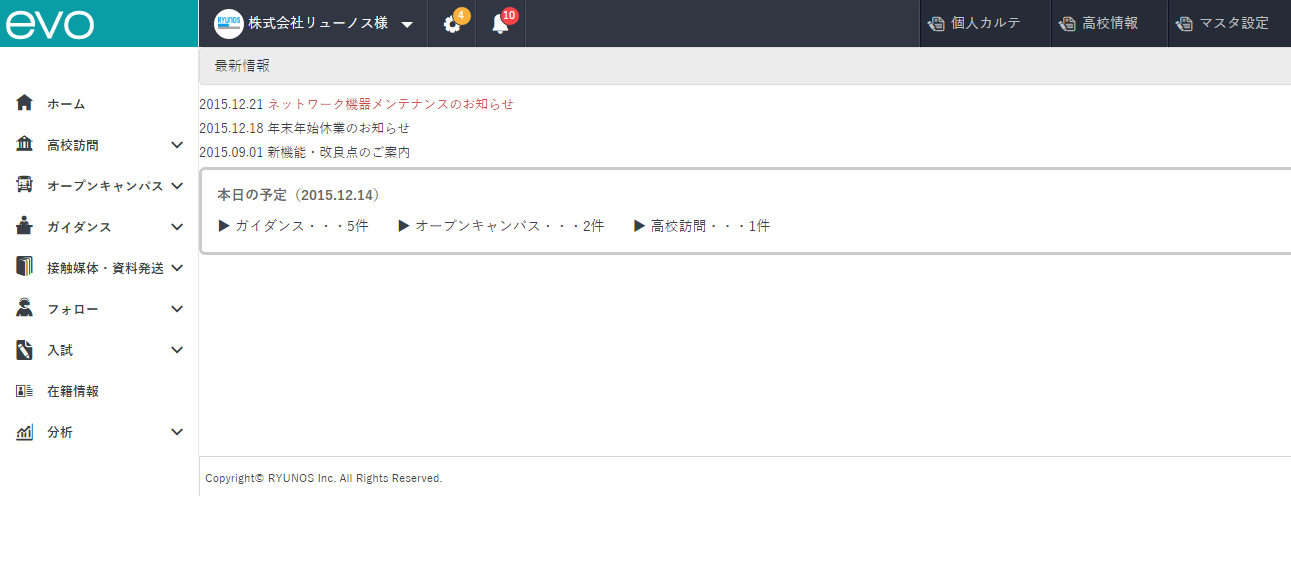 evo
RYUNOS 株式会社リューノス様 4 10 個人カルテ 高校情報 マスタ設定
最新情報
ホーム
高校訪問
オープンキャンパス
ガイダンス
接触媒体・資料発送
フォロー
入試
在籍情報
分析
2015.12.21 ネットワーク機器メンテナンスのお知らせ
2015.12.18 年末年始休業のお知らせ
2015.09.01 新機能・改良点のご案内
本日の予定（2015.12.14）
▶ ガイダンス・・・5件 ▶ オープンキャンパス・・・2件 ▶ 高校訪問・・・1件
Copyright© RYUNOS Inc. All Rights Reserved.